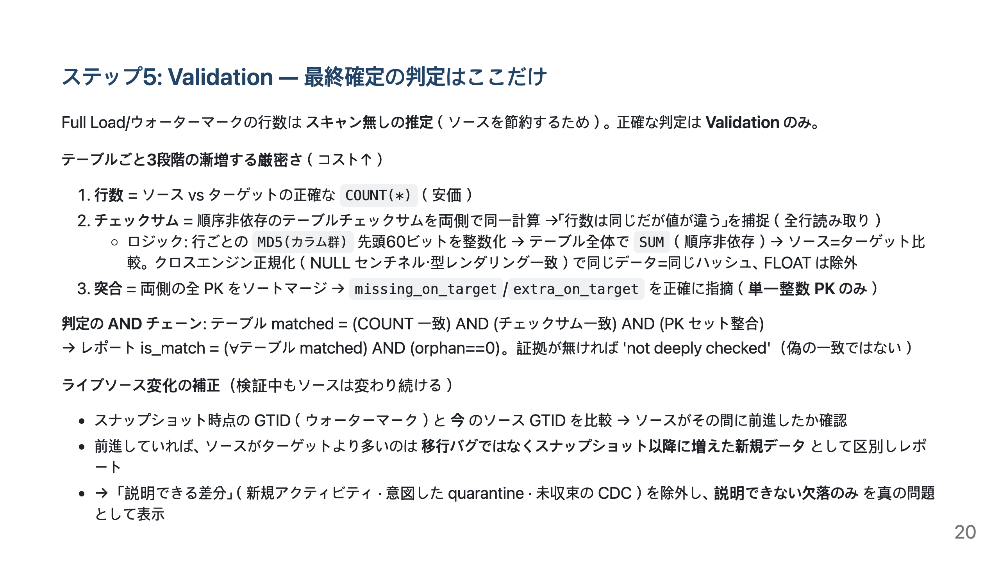 ステップ5: Validation — 最終確定の判定はここだけ
Full Load/ウォーターマークの行数は スキャン無しの推定 ( ソースを節約するため ) 。正確な判定は Validation のみ。
テーブルごと3段階の漸増する厳密さ ( コスト↑ )
1. 行数 = ソース vs ターゲットの正確な COUNT(*) ( 安価 )
2. チェックサム = 順序非依存のテーブルチェックサムを両側で同一計算 →「行数は同じだが値が違う」を捕捉 ( 全行読み取り )
○ ロジック: 行ごとの MD5(カラム群) 先頭60ビットを整数化 → テーブル全体で SUM ( 順序非依存 ) → ソース=ターゲット比
較。クロスエンジン正規化 ( NULL センチネル·型レンダリング一致 ) で同じデータ=同じハッシュ、FLOAT は除外
3. 突合 = 両側の全 PK をソートマージ → missing_on_target/extra_on_target を正確に指摘 ( 単一整数 PK のみ )
判定の AND チェーン: テーブル matched = (COUNT 一致) AND (チェックサム一致) AND (PK セット整合)
→ レポート is_match = (∀テーブル matched) AND (orphan==0)。証拠が無ければ 'not deeply checked' (偽の一致ではない )
ライブソース変化の補正 (検証中もソースは変わり続ける )
• スナップショット時点の GTID ( ウォーターマーク ) と 今 のソース GTID を比較 → ソースがその間に前進したか確認
• 前進していれば、ソースがターゲットより多いのは 移行バグではなくスナップショット以降に増えた新規データ として区別しレポ
ート
• → 「説明できる差分」( 新規アクティビティ · 意図した quarantine · 未収束の CDC ) を除外し、説明できない欠落のみ を真の問題
として表示
20